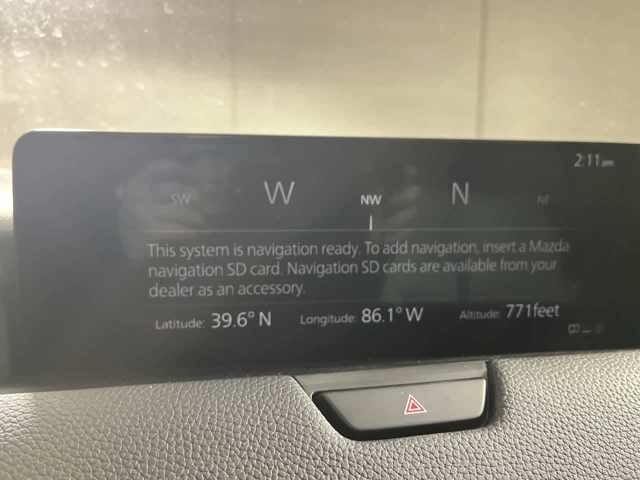 2:11
SW W NW N NE
This system is navigation ready. To add navigation, insert a Mazda
navigation SD card. Navigation SD cards are available from your
dealer as an accessory.
Latitude: 39.6° N Longitude: 86.1° W Altitude: 771feet